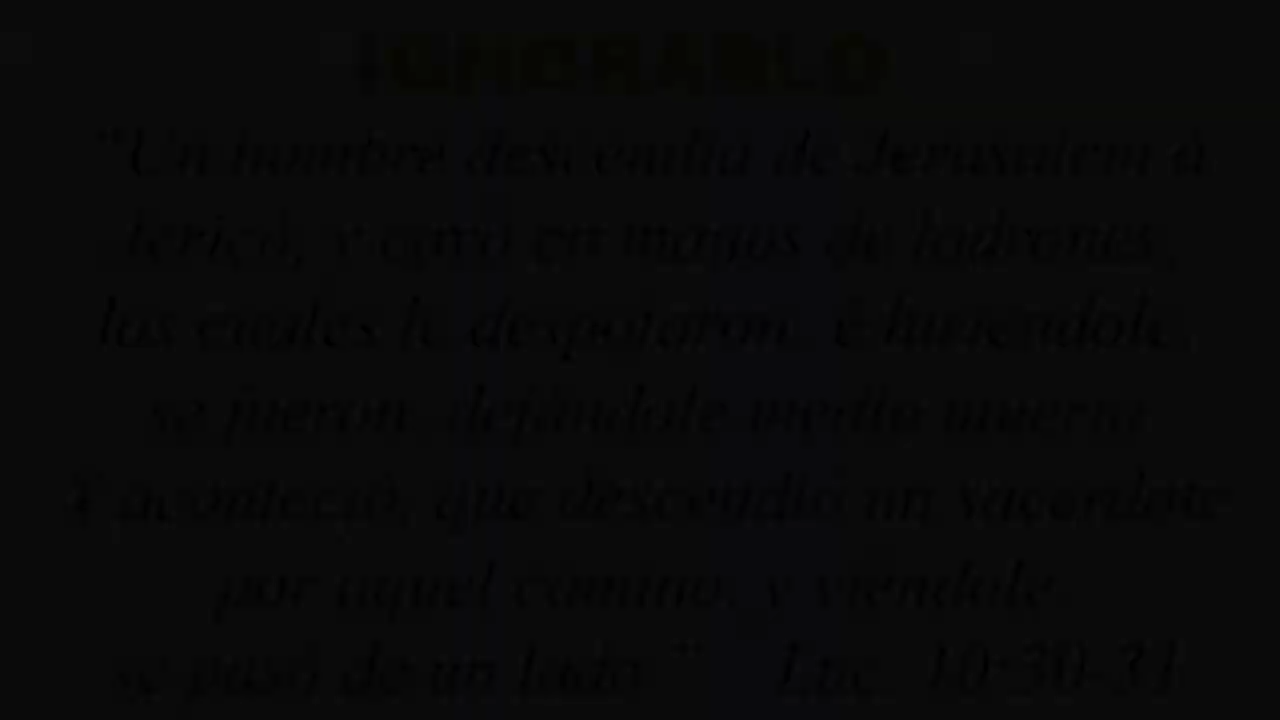 IGNORARLO
"Un hombre descendía de Jerusalem á
Jericó, y cayó en manos de ladrones,
los cuales le despojaron; é hiriéndole,
se fueron, dejándole medio muerto.
Y aconteció, que descendió un sacerdote
por aquel camino, y viéndole,
se pasó de un lado." Luc. 10:30-31